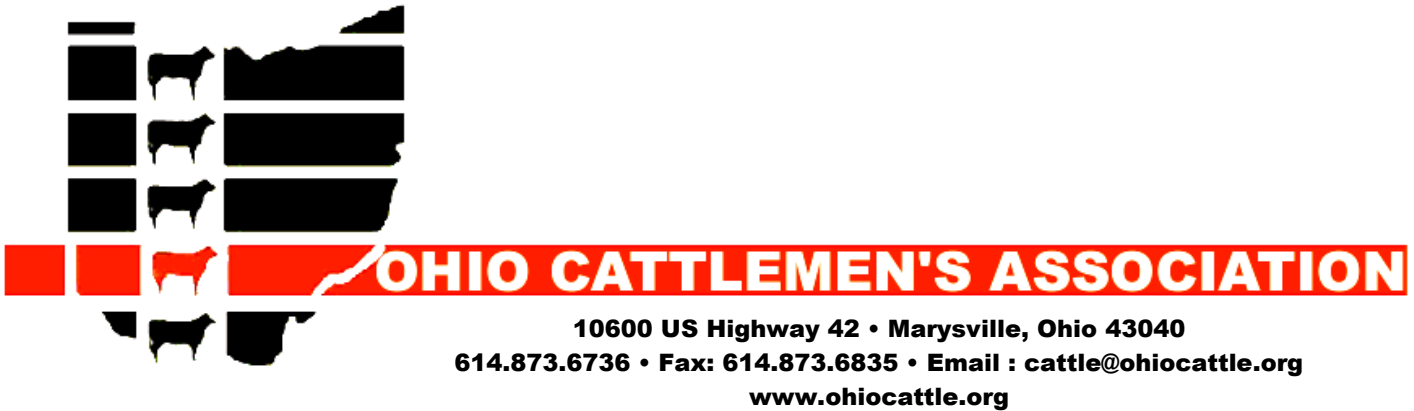 OHIO CATTLEMEN'S ASSOCIATION
10600 US Highway 42 • Marysville, Ohio 43040
614.873.6736 • Fax: 614.873.6835 • Email : cattle@ohiocattle.org
www.ohiocattle.org